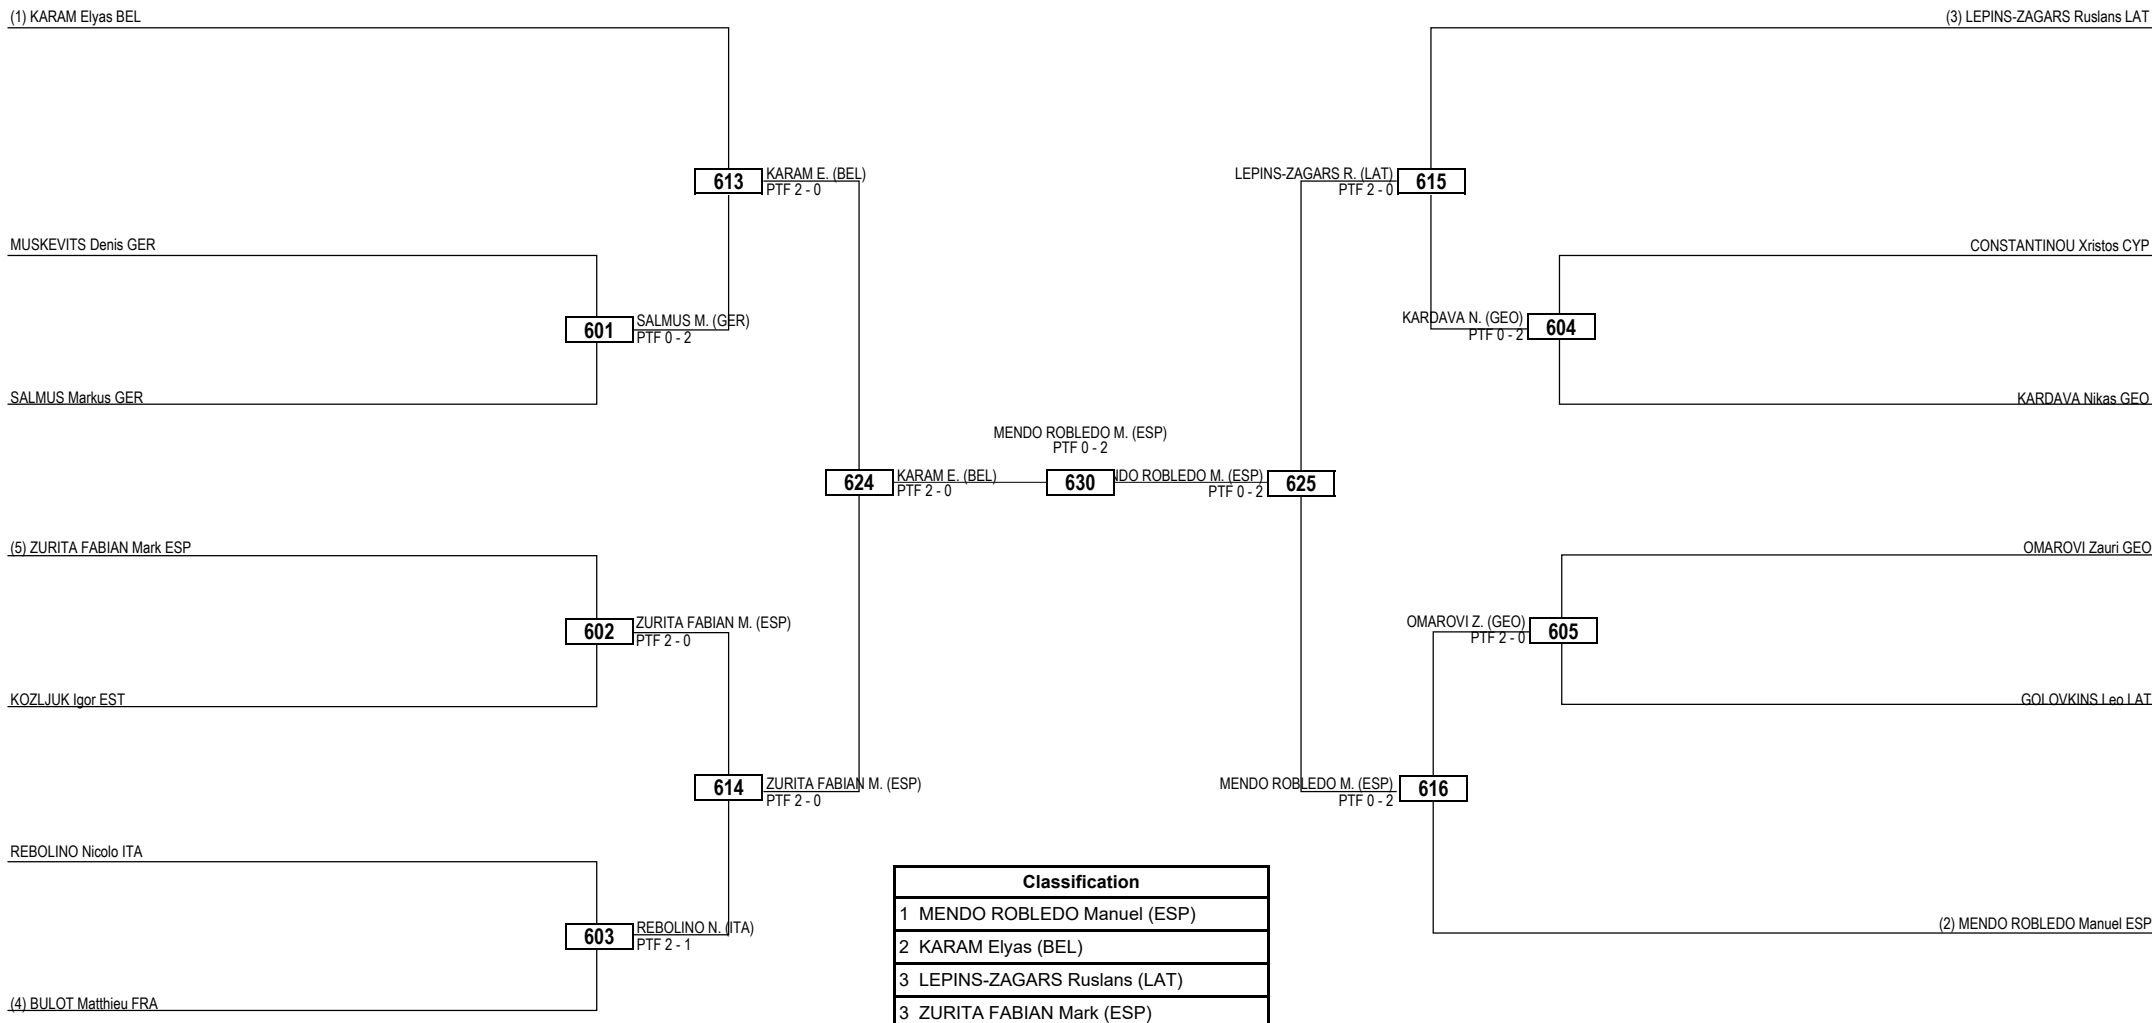 (1) KARAM Elyas BEL
(3) LEPINS-ZAGARS Ruslans LAT
613
KARAM E. (BEL)
PTF 2 - 0
LEPINS-ZAGARS R. (LAT)
PTF 2 - 0
615
MUSKEVITS Denis GER
CONSTANTINOU Xristos CYP
601
SALMUS M. (GER)
PTF 0 - 2
KARDAVA N. (GEO)
PTF 0 - 2
604
SALMUS Markus GER
KARDAVA Nikas GEO
MENDO ROBLEDO M. (ESP)
PTF 0 - 2
624
KARAM E. (BEL)
PTF 2 - 0
630
ROBLEDO M. (ESP)
PTF 0 - 2
625
(5) ZURITA FABIAN Mark ESP
OMAROVI Zauri GEO
602
ZURITA FABIAN M. (ESP)
PTF 2 - 0
OMAROVI Z. (GEO)
PTF 2 - 0
605
KOZLJUK Igor EST
GOLOVKINS Leo LAT
614
ZURITA FABIAN M. (ESP)
PTF 2 - 0
MENDO ROBLEDO M. (ESP)
PTF 0 - 2
616
REBOLINO Nicolo ITA
603
REBOLINO N. (ITA)
PTF 2 - 1
(2) MENDO ROBLEDO Manuel ESP
(4) BULOT Matthieu FRA
Classification
1 MENDO ROBLEDO Manuel (ESP)
2 KARAM Elyas (BEL)
3 LEPINS-ZAGARS Ruslans (LAT)
3 ZURITA FABIAN Mark (ESP)